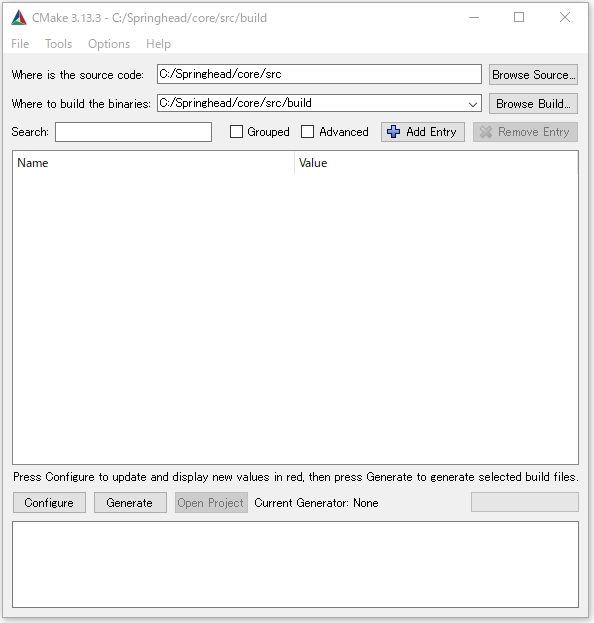 CMake 3.13.3 - C:/Springhead/core/src/build
File Tools Options Help
Where is the source code: C:/Springhead/core/src Browse Source...
Where to build the binaries: C:/Springhead/core/src/build Browse Build...
Search: Grouped Advanced Add Entry Remove Entry
Name Value
Press Configure to update and display new values in red, then press Generate to generate selected build files.
Configure Generate Open Project Current Generator: None